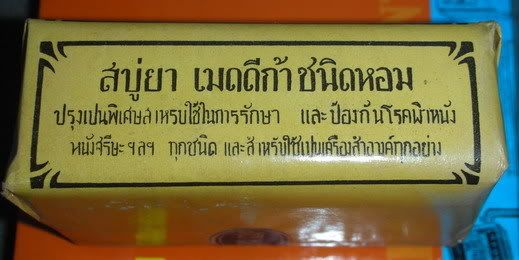 สบู่ยา เมดดีก้าชนิดหอม
ปรุงเปนพิเศษสำหรับใช้ในการรักษา และป้องกันโรคผิวหนัง
หนังศีรษะ ฯลฯ ทุกชนิด และสำหรับใช้เปนเครื่องสำอางค์ทุกอย่าง